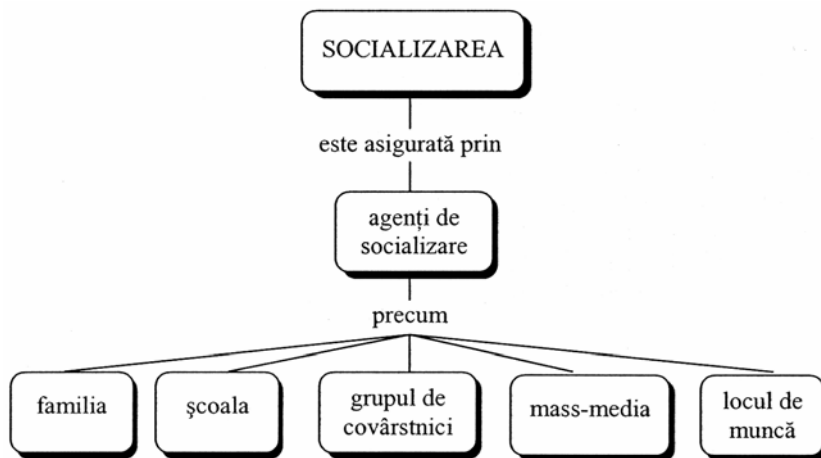 SOCIALIZAREA
este asigurată prin
agenți de
socializare
precum
familia
școala
grupul de
covârstnici
mass-media
locul de
muncă